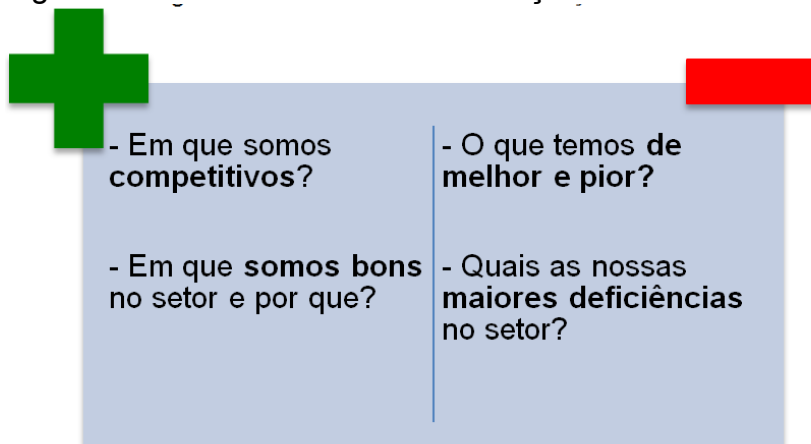 - Em que somos
competitivos?
- Em que somos bons
no setor e por que?
- O que temos de
melhor e pior?
- Quais as nossas
maiores deficiências
no setor?